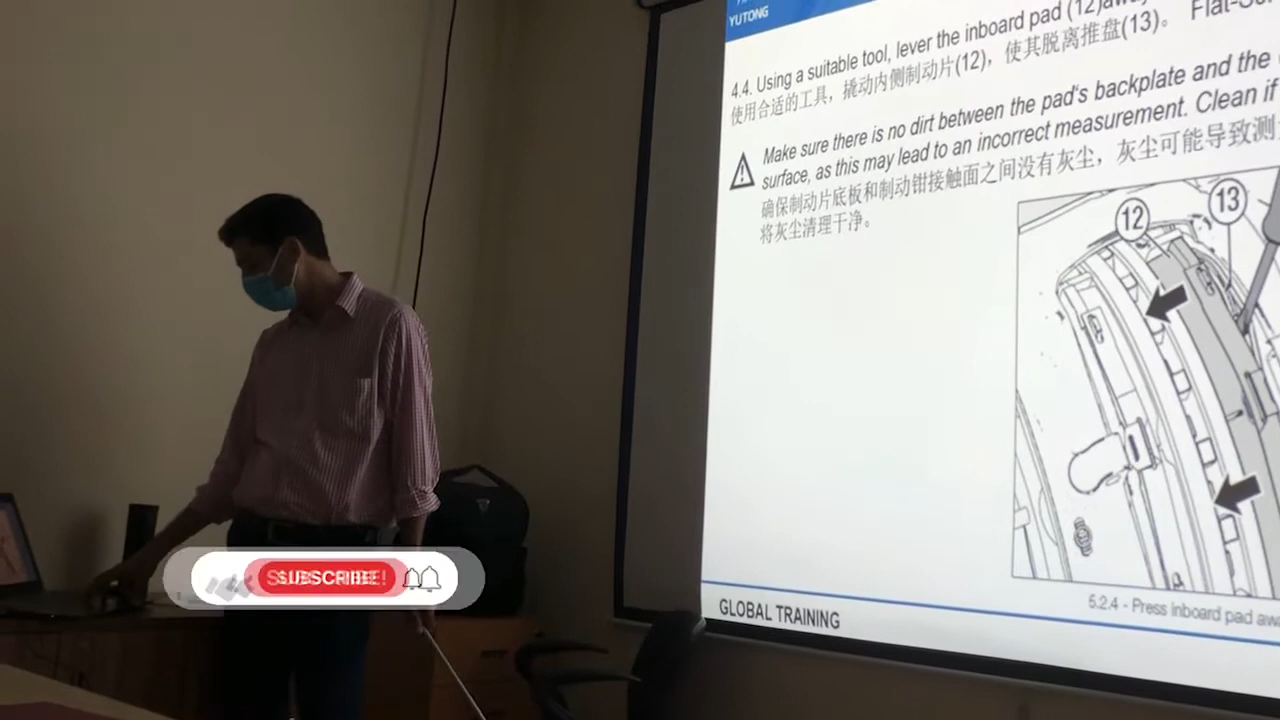 YUTONG
4.4. Using a suitable tool, lever the inboard pad (12)away
使用合适的工具，撬动内侧制动片(12)，使其脱离推盘(13)。
Make sure there is no dirt between the pad's backplate and the
surface, as this may lead to an incorrect measurement. Clean if
确保制动片底板和制动钳接触面之间没有灰尘，灰尘可能导致测
将灰尘清理干净。
12
13
SUBSCRIBE!
GLOBAL TRAINING
5.2.4 - Press inboard pad awa